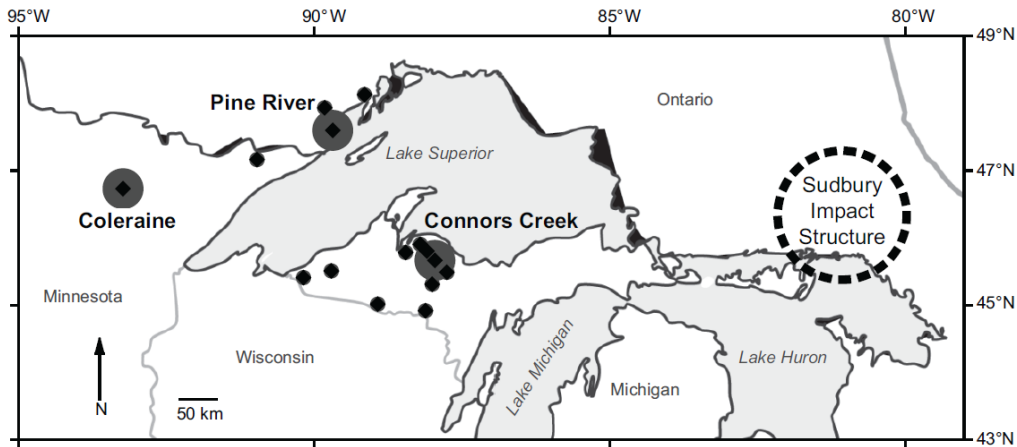 95°W 90°W 85°W 80°W
49°N
Pine River
Ontario
Lake Superior
47°N
Sudbury
Impact
Structure
Coleraine
Connors Creek
Minnesota
45°N
Wisconsin
Lake Michigan
Lake Huron
Michigan
N
50 km
43°N